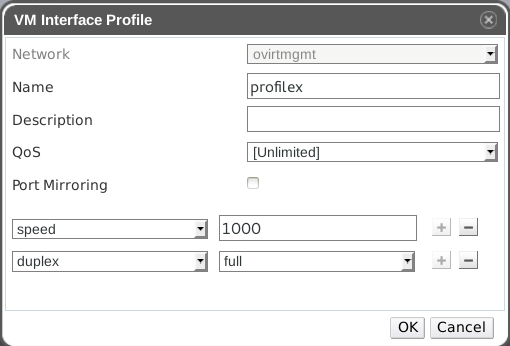 VM Interface Profile
Network ovirtmgmt
Name profilex
Description
QoS [Unlimited]
Port Mirroring
speed 1000 + −
duplex full + −
OK Cancel